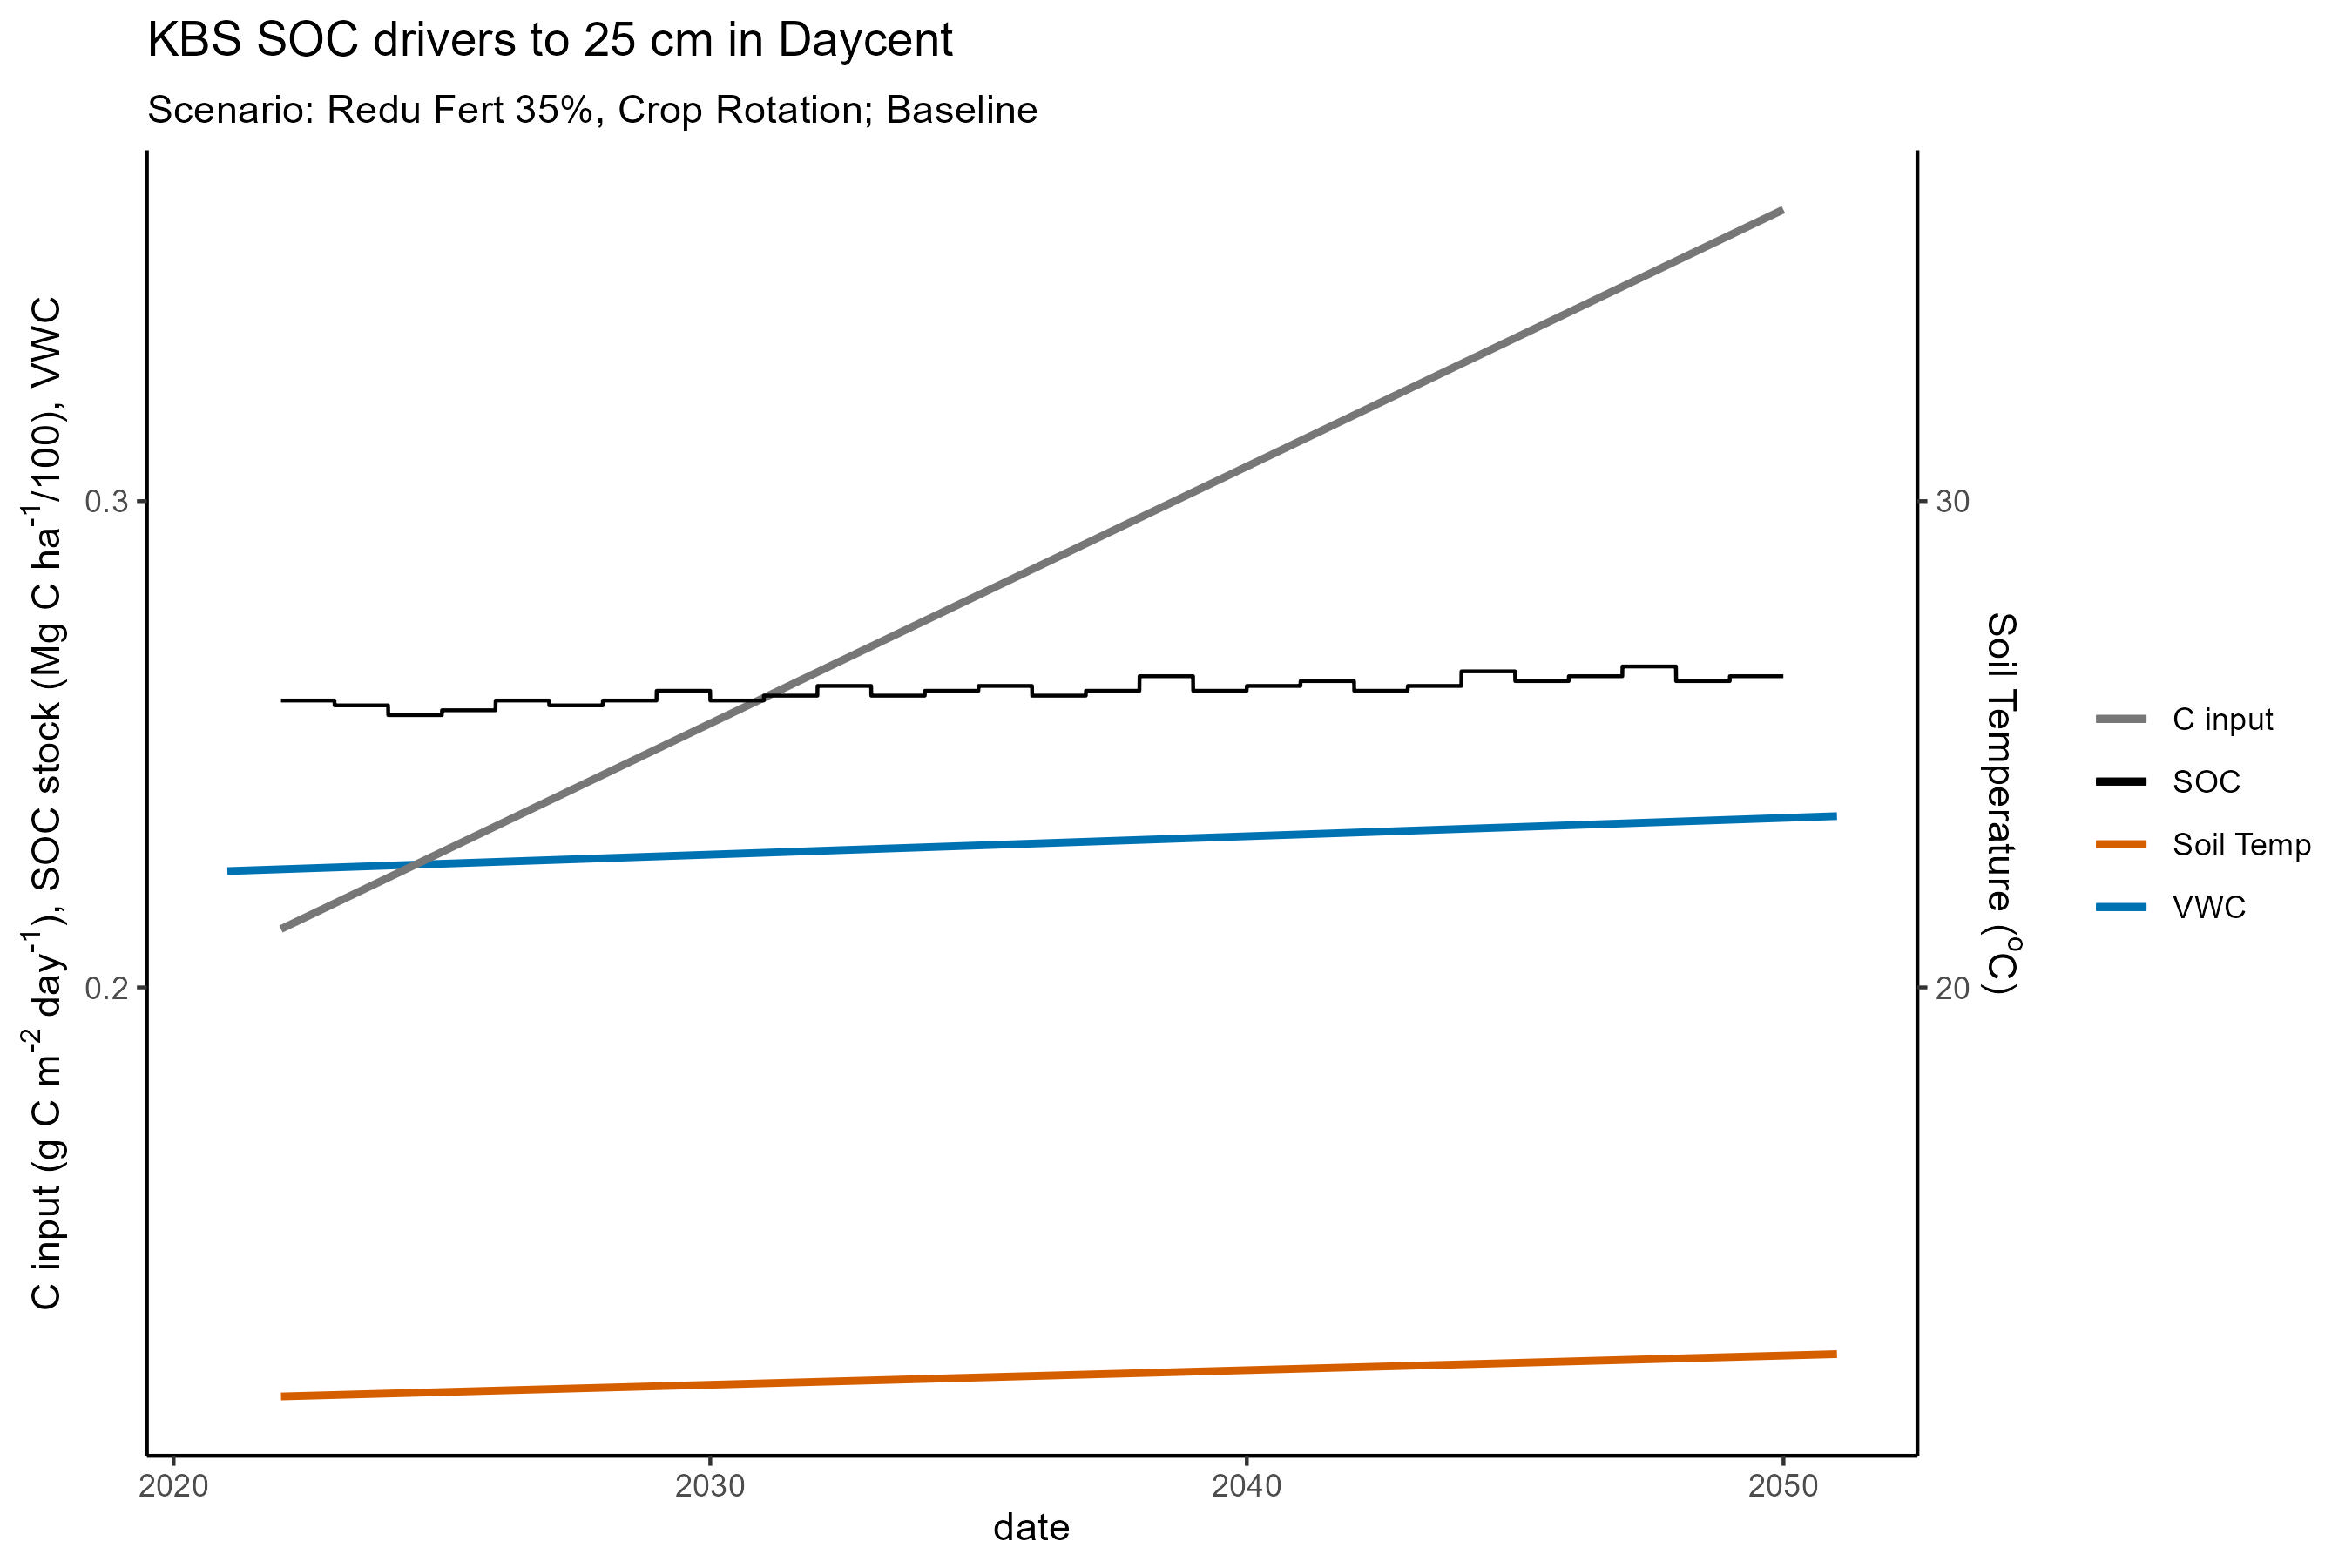 KBS SOC drivers to 25 cm in Daycent
Scenario: Redu Fert 35%, Crop Rotation; Baseline
C input (g C m-2 day-1), SOC stock (Mg C ha-1/100), VWC
0.3
0.2
30
20
Soil Temperature (oC)
C input
SOC
Soil Temp
VWC
2020 2030 2040 2050
date